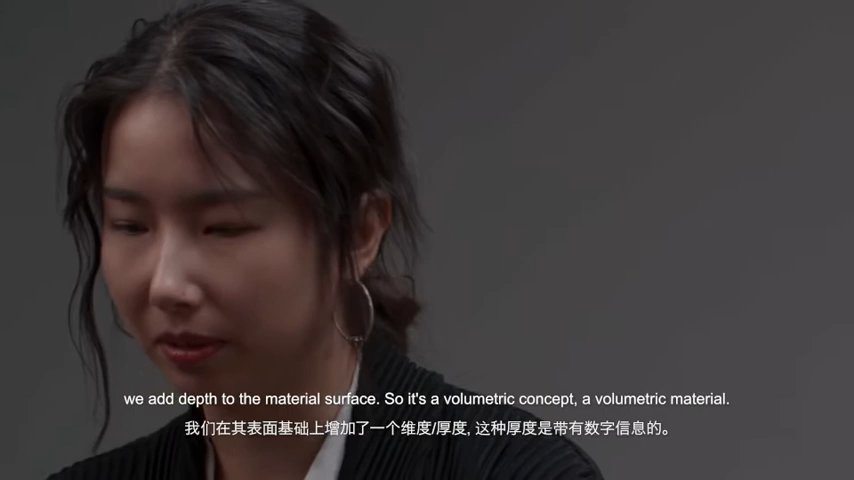 we add depth to the material surface. So it's a volumetric concept, a volumetric material.
我们在其表面基础上增加了一个维度/厚度, 这种厚度是带有数字信息的。